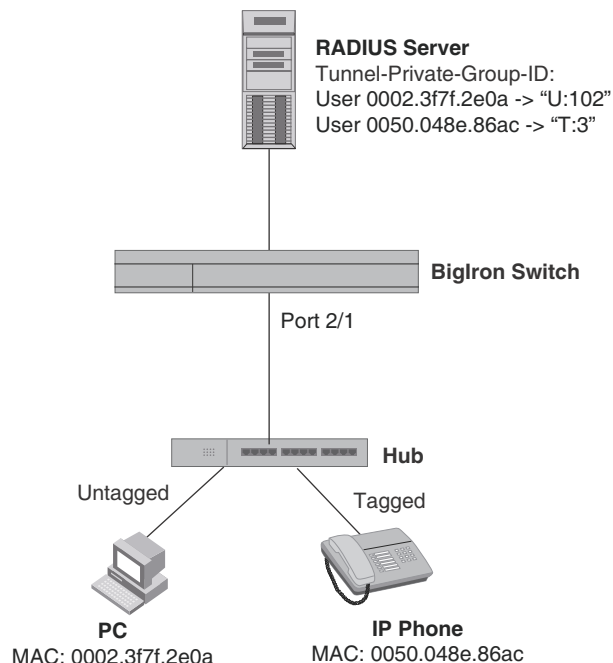 RADIUS Server
Tunnel-Private-Group-ID:
User 0002.3f7f.2e0a -> “U:102”
User 0050.048e.86ac -> “T:3”
BigIron Switch
Port 2/1
Hub
Untagged
Tagged
PC
MAC: 0002.3f7f.2e0a
IP Phone
MAC: 0050.048e.86ac